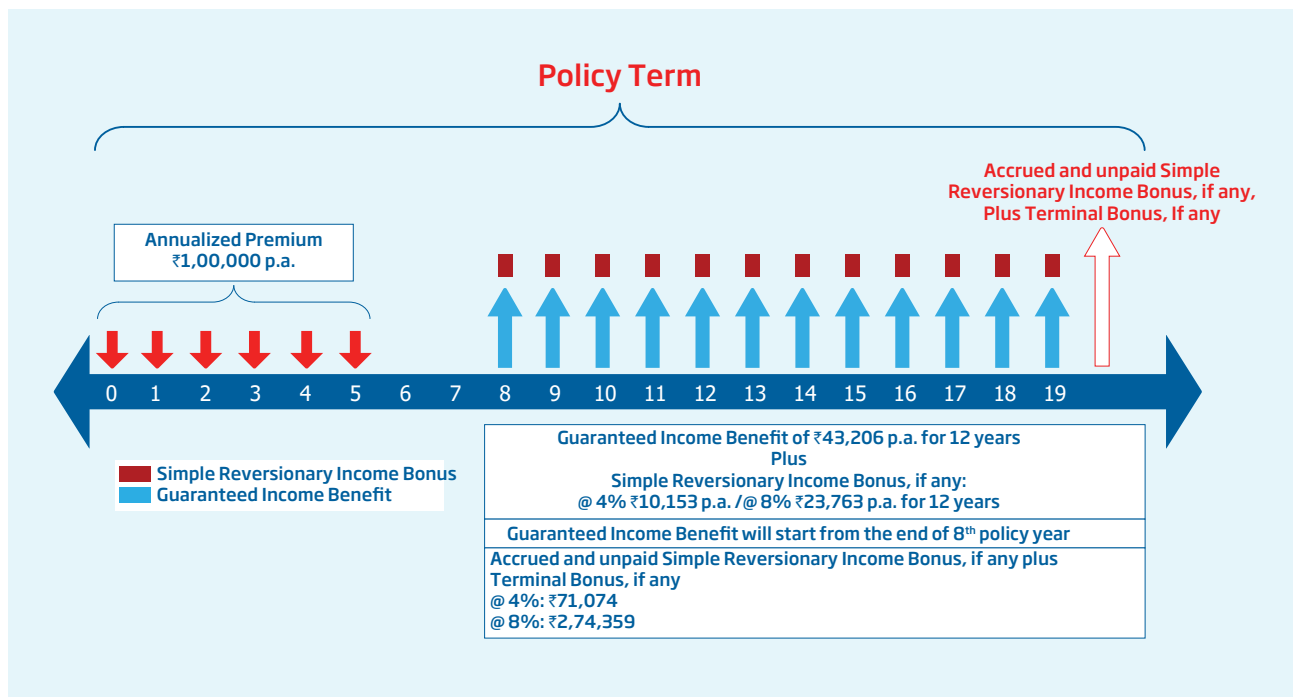 Policy Term
Accrued and unpaid Simple
Reversionary Income Bonus, if any,
Plus Terminal Bonus, If any
Annualized Premium
₹1,00,000 p.a.
0 1 2 3 4 5 6 7 8 9 10 11 12 13 14 15 16 17 18 19
Simple Reversionary Income Bonus
Guaranteed Income Benefit
Guaranteed Income Benefit of ₹43,206 p.a. for 12 years
Plus
Simple Reversionary Income Bonus, if any:
@ 4% ₹10,153 p.a. /@ 8% ₹23,763 p.a. for 12 years
Guaranteed Income Benefit will start from the end of 8th policy year
Accrued and unpaid Simple Reversionary Income Bonus, if any plus
Terminal Bonus, if any
@ 4%: ₹71,074
@ 8%: ₹2,74,359